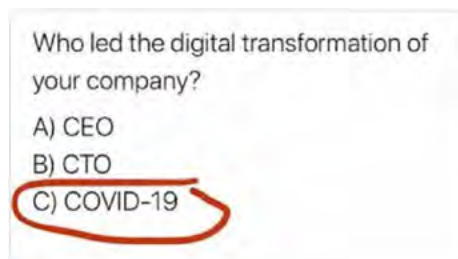 Who led the digital transformation of
your company?
A) CEO
B) CTO
C) COVID-19